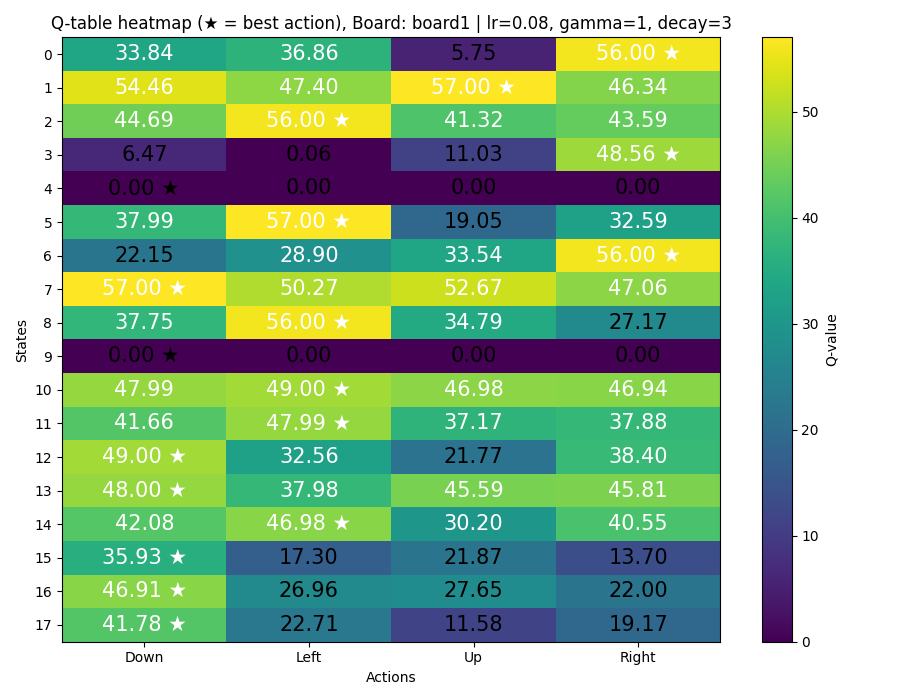 Q-table heatmap (★ = best action), Board: board1 | lr=0.08, gamma=1, decay=3
0 33.84 36.86 5.75 56.00 ★
1 54.46 47.40 57.00 ★ 46.34
2 44.69 56.00 ★ 41.32 43.59
3 6.47 0.06 11.03 48.56 ★
4 0.00 ★ 0.00 0.00 0.00
5 37.99 57.00 ★ 19.05 32.59
6 22.15 28.90 33.54 56.00 ★
7 57.00 ★ 50.27 52.67 47.06
8 37.75 56.00 ★ 34.79 27.17
9 0.00 ★ 0.00 0.00 0.00
10 47.99 49.00 ★ 46.98 46.94
11 41.66 47.99 ★ 37.17 37.88
12 49.00 ★ 32.56 21.77 38.40
13 48.00 ★ 37.98 45.59 45.81
14 42.08 46.98 ★ 30.20 40.55
15 35.93 ★ 17.30 21.87 13.70
16 46.91 ★ 26.96 27.65 22.00
17 41.78 ★ 22.71 11.58 19.17
Down Left Up Right
Actions
States
50
40
30
20
10
0
Q-value